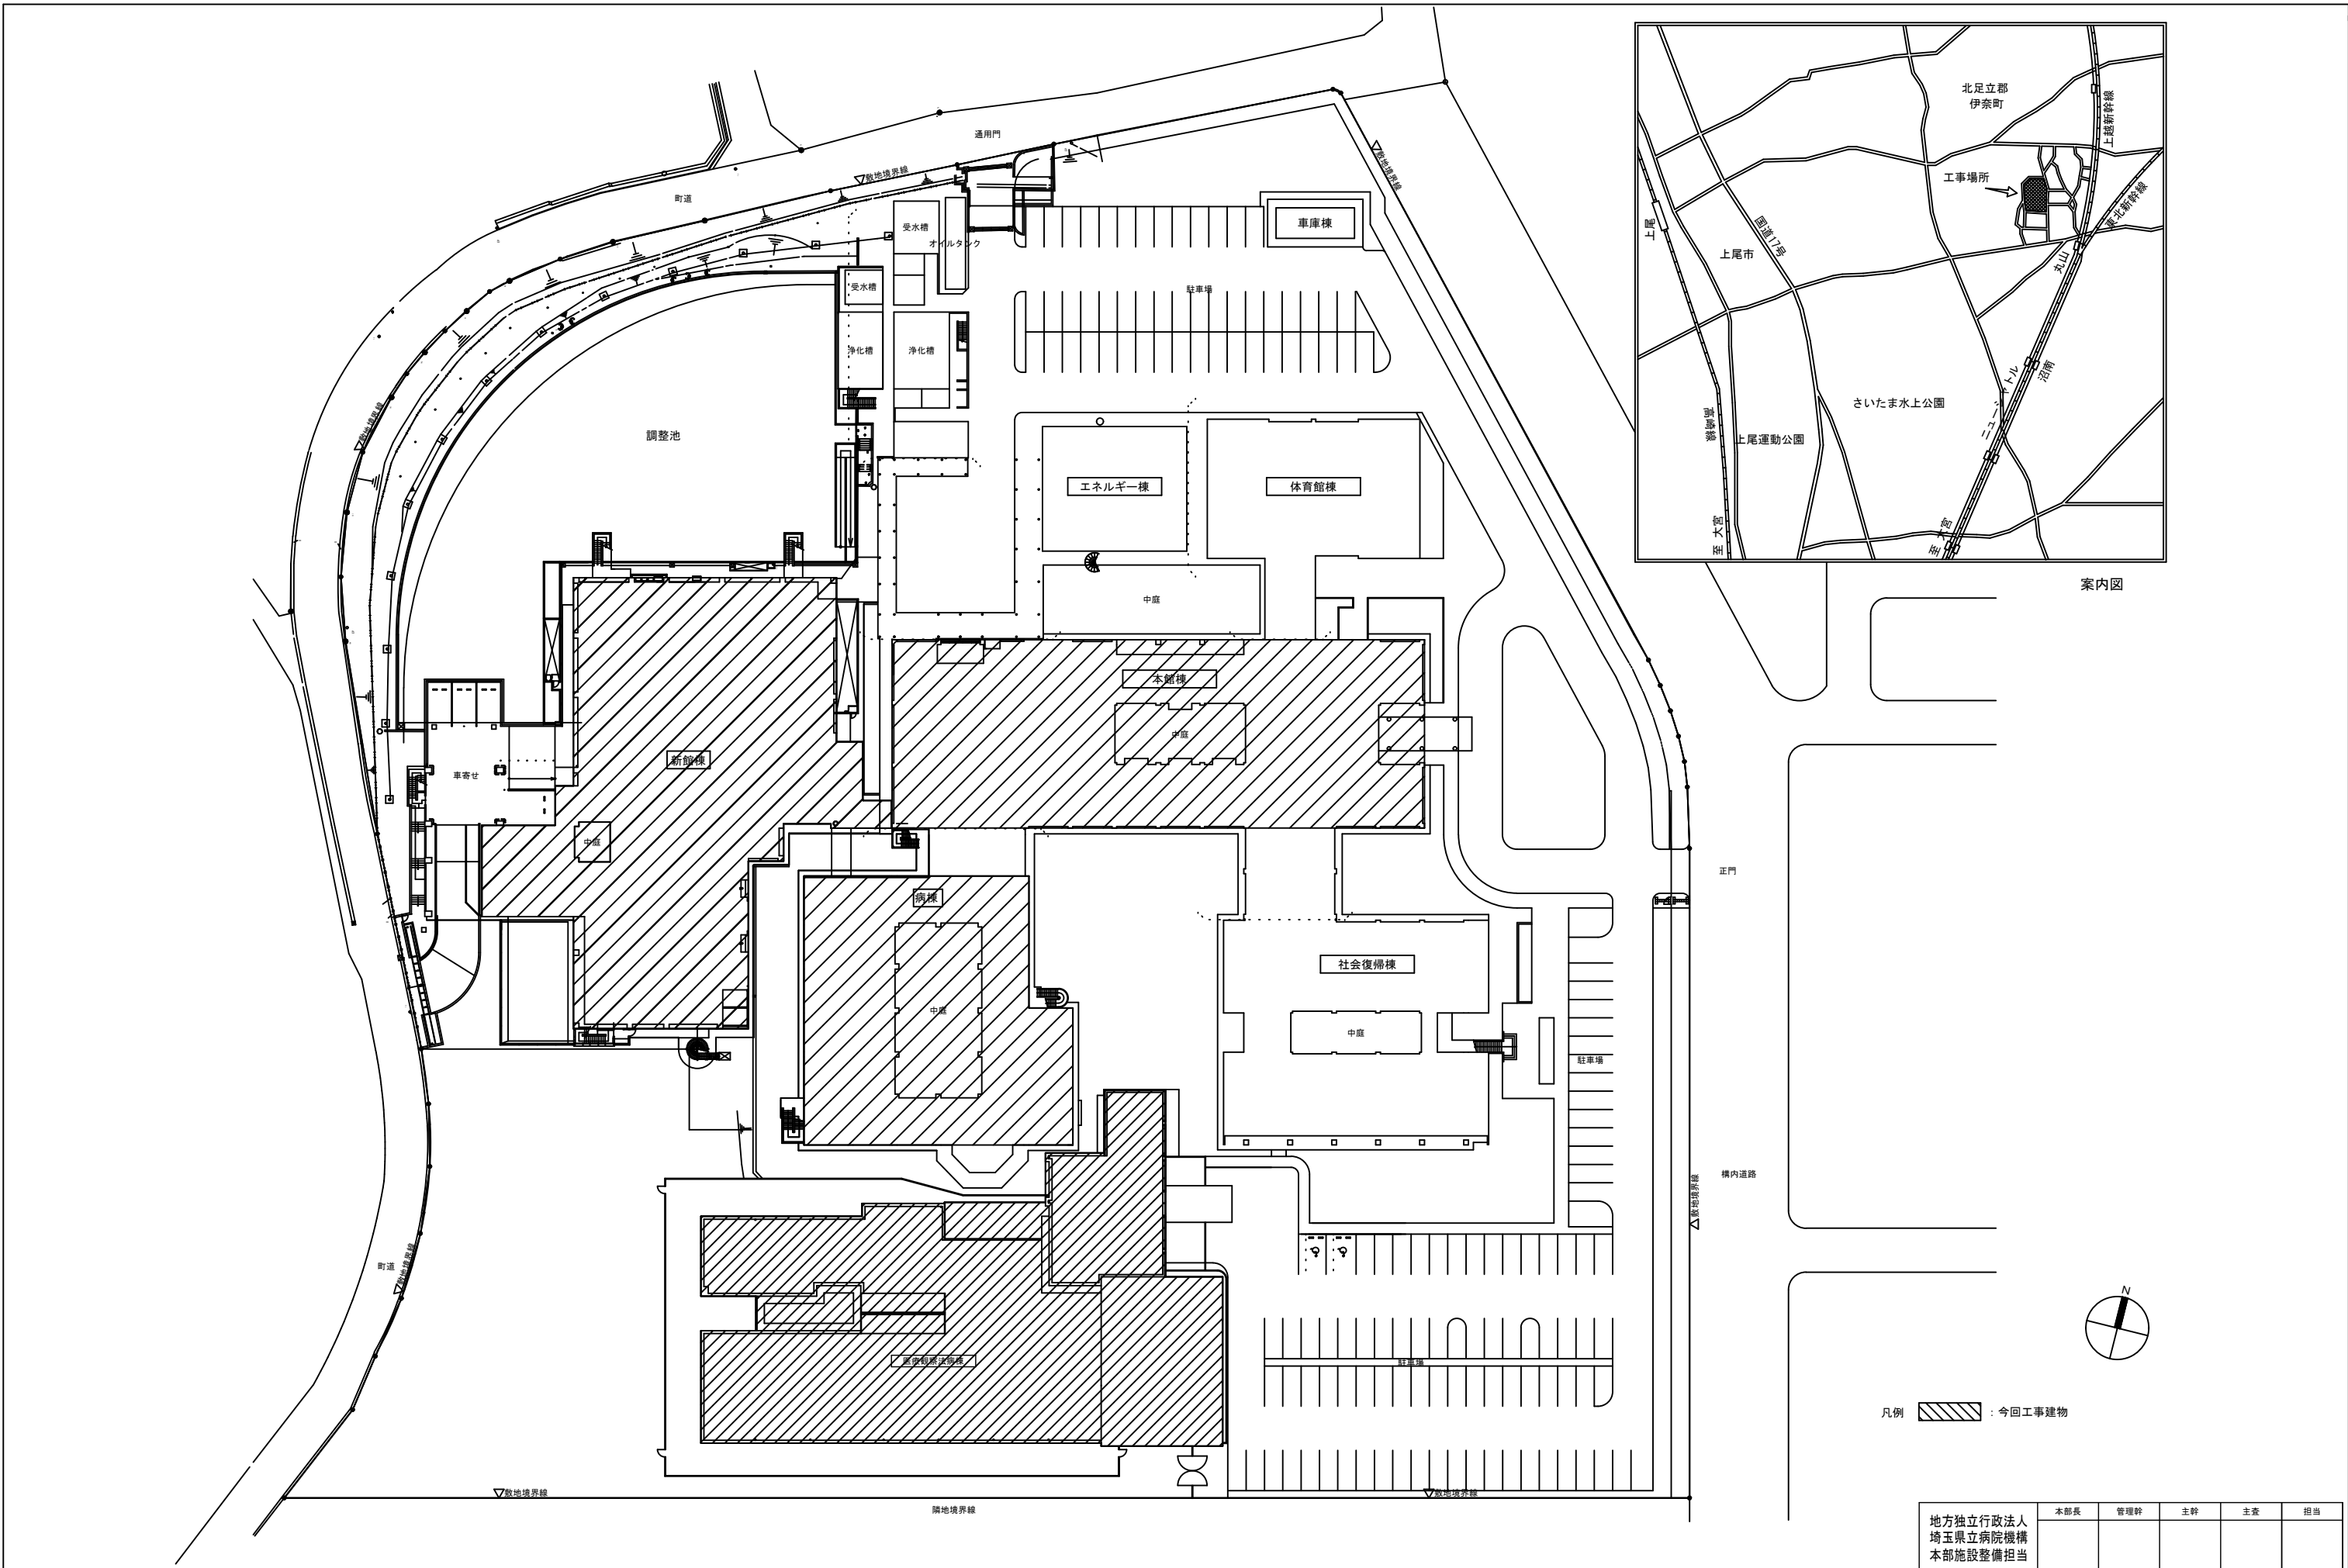 通用門
敷地境界線
敷地境界線
町道
受水槽
オイルタンク
車庫棟
受水槽
駐車場
浄化槽
浄化槽
敷地境界線
調整池
エネルギー棟
体育館棟
中庭
本館棟
中庭
新館棟
車寄せ
中庭
病棟
正門
社会復帰棟
中庭
中庭
駐車場
構内道路
敷地境界線
町道
敷地境界線
医療観察法病棟
駐車場
敷地境界線
敷地境界線
隣地境界線
北足立郡
伊奈町
上越新幹線
工事場所
東北新幹線
上尾
国道17号
上尾市
丸山
ニューシャトル
沼南
さいたま水上公園
高崎線
上尾運動公園
至 大宮
至 大宮
案内図
N
凡例 : 今回工事建物
地方独立行政法人
埼玉県立病院機構
本部施設整備担当
本部長 管理幹 主幹 主査 担当